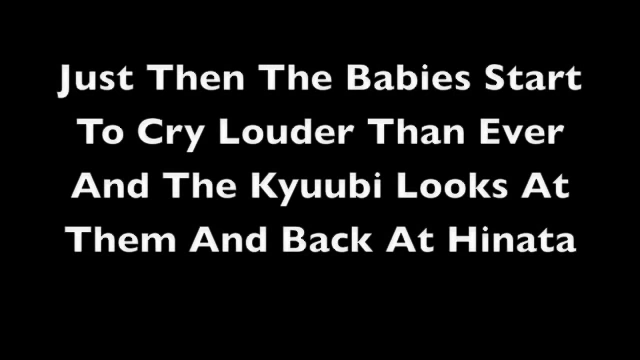 Just Then The Babies Start
To Cry Louder Than Ever
And The Kyuubi Looks At
Them And Back At Hinata